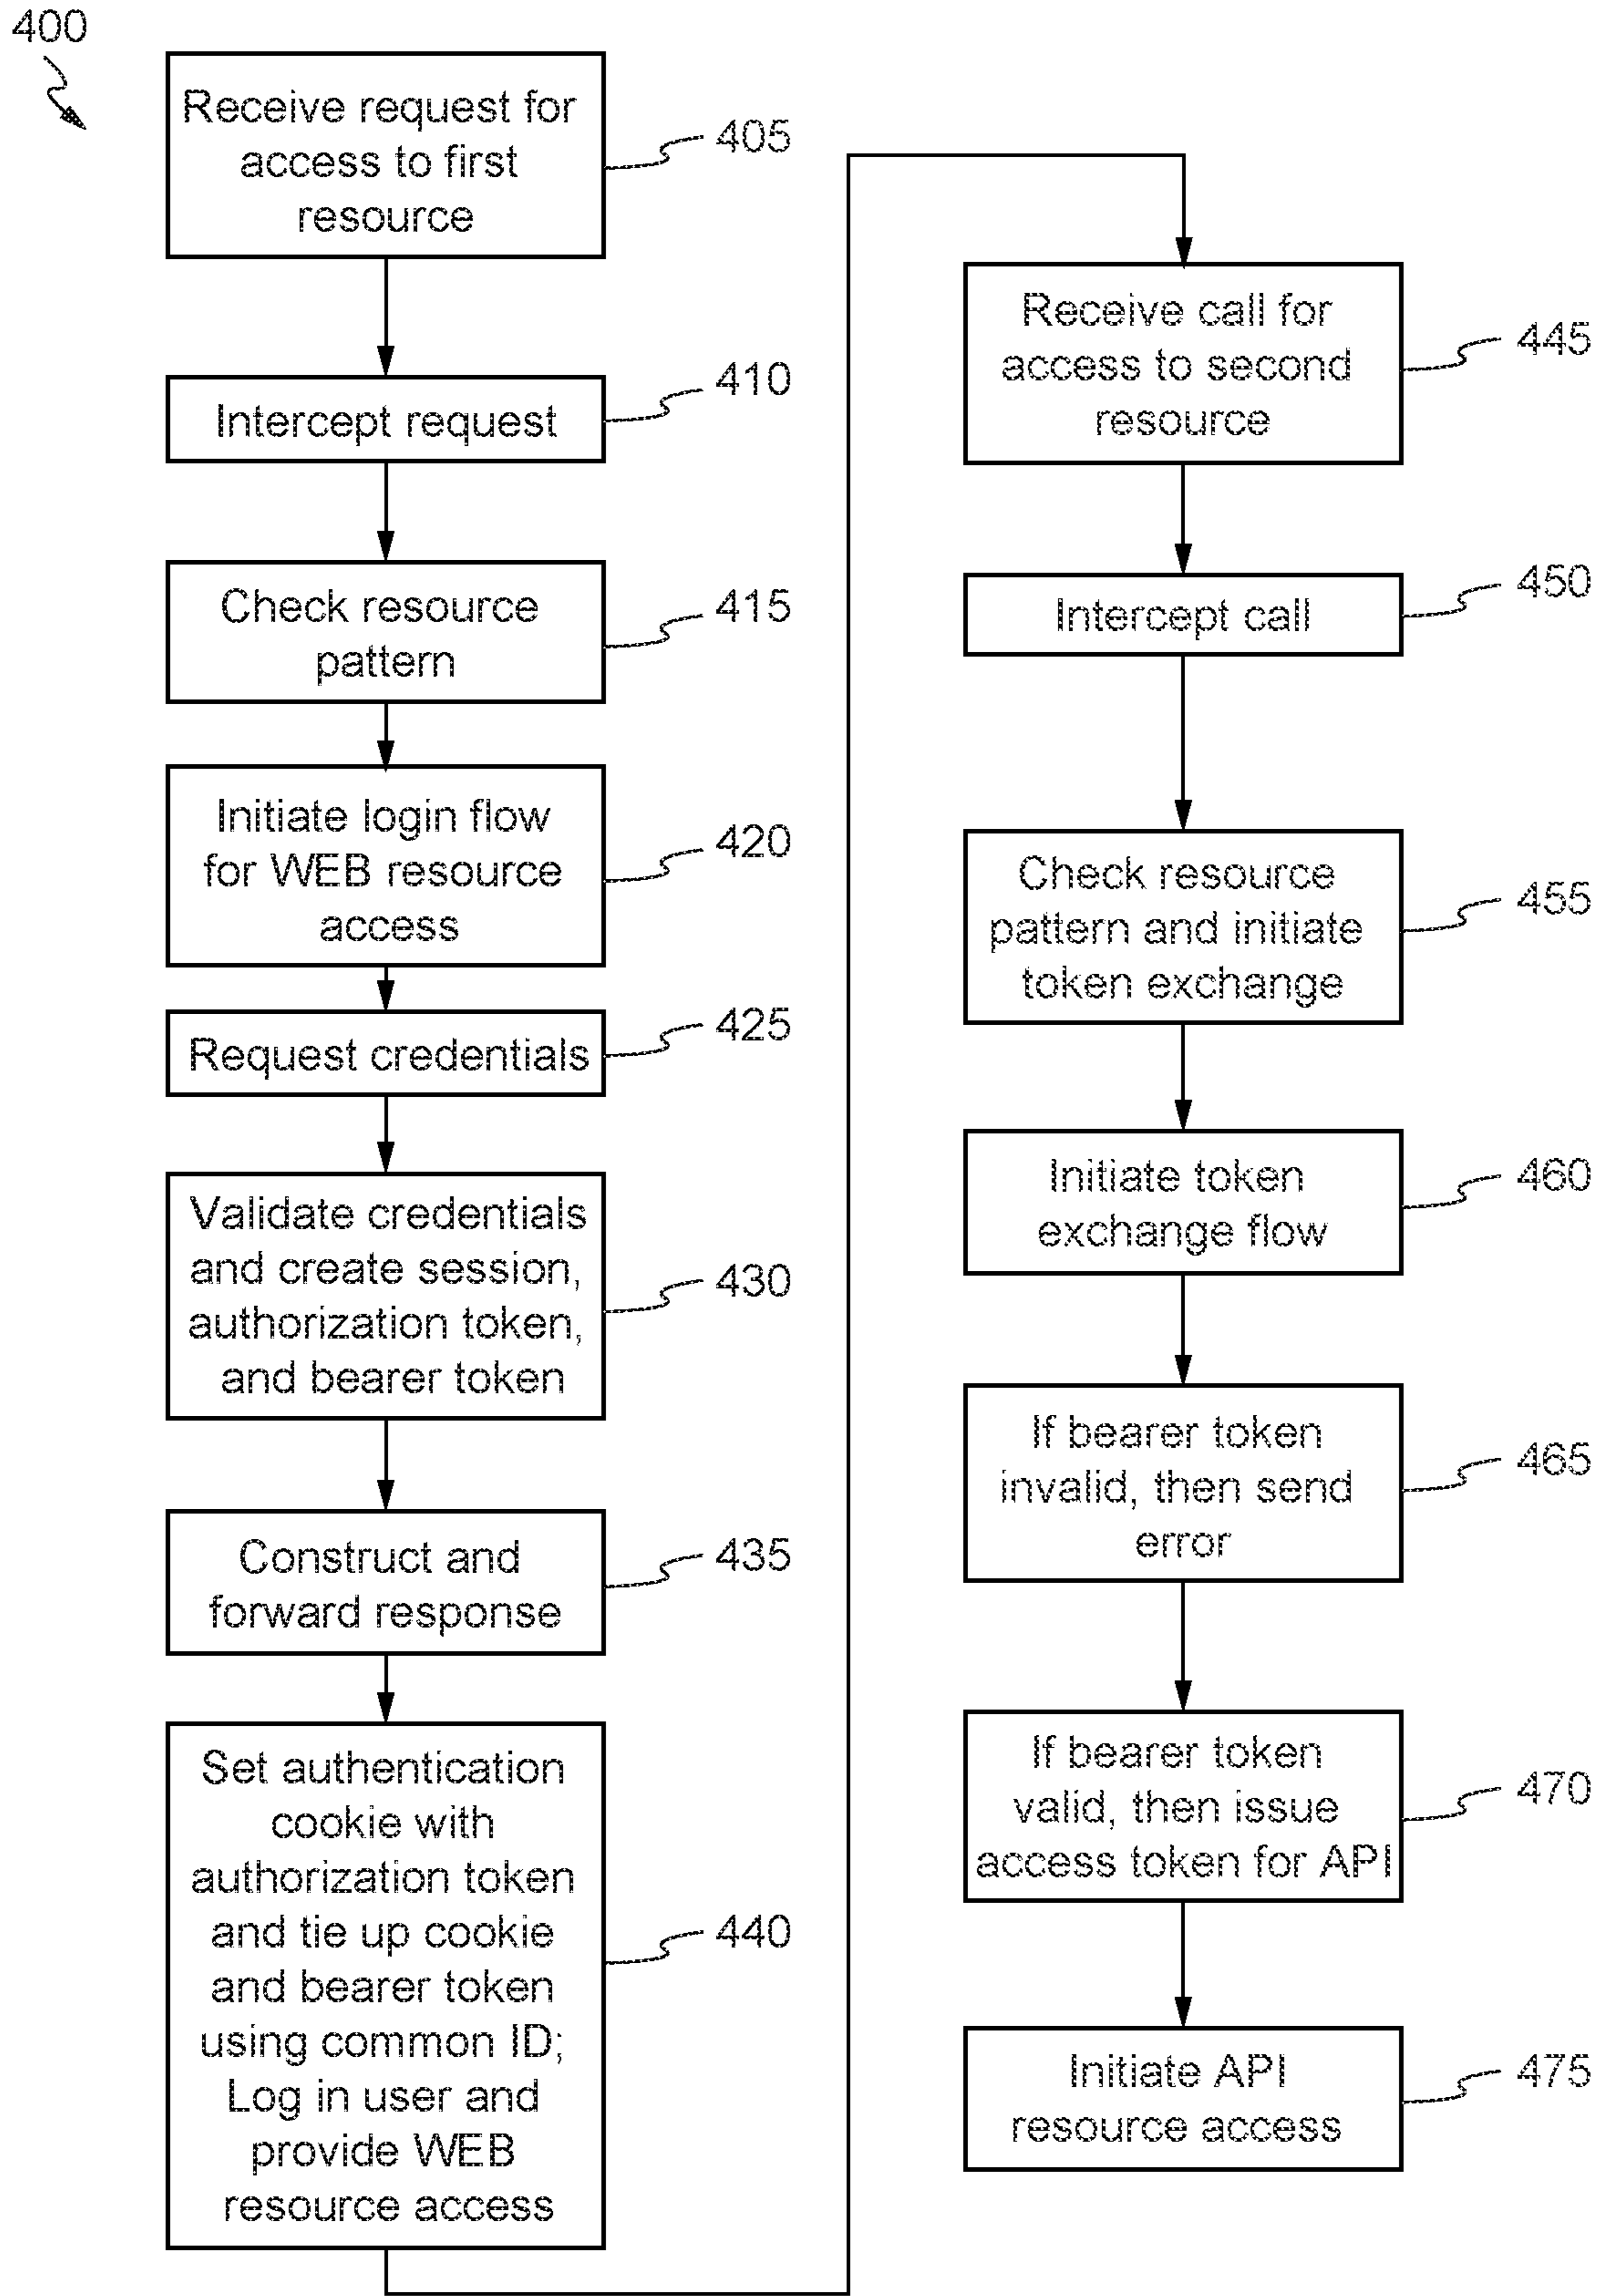 400
Receive request for
access to first
resource
405
Intercept request
410
Check resource
pattern
415
Initiate login flow
for WEB resource
access
420
Request credentials
425
Validate credentials
and create session,
authorization token,
and bearer token
430
Construct and
forward response
435
Set authentication
cookie with
authorization token
and tie up cookie
and bearer token
using common ID;
Log in user and
provide WEB
resource access
440
Receive call for
access to second
resource
445
Intercept call
450
Check resource
pattern and initiate
token exchange
455
Initiate token
exchange flow
460
If bearer token
invalid, then send
error
465
If bearer token
valid, then issue
access token for API
470
Initiate API
resource access
475